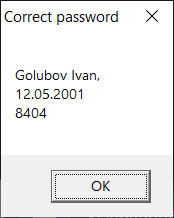 Correct password
Golubov Ivan,
12.05.2001
8404
OK